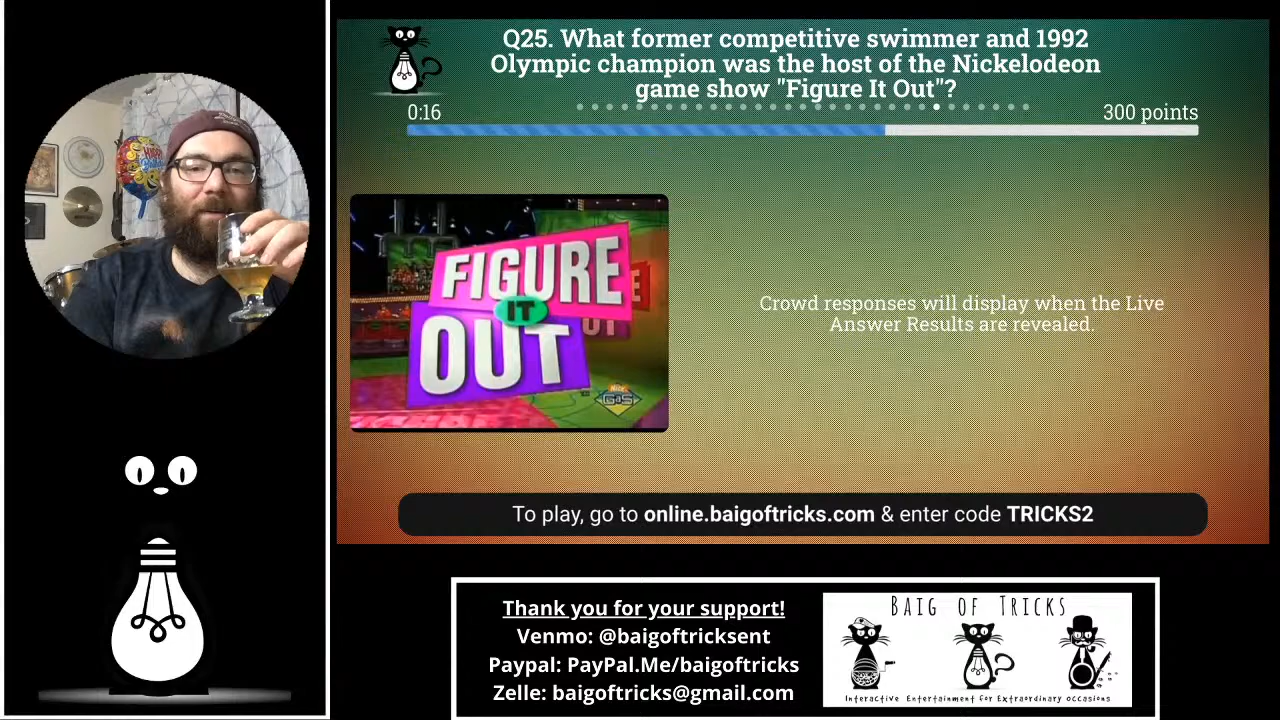 Q25. What former competitive swimmer and 1992
Olympic champion was the host of the Nickelodeon
game show "Figure It Out"?
0:16
300 points
FIGURE
IT
OUT
Nick
GaS
Crowd responses will display when the Live
Answer Results are revealed.
To play, go to online.baigoftricks.com & enter code TRICKS2
Thank you for your support!
Venmo: @baigoftricksent
Paypal: PayPal.Me/baigoftricks
Zelle: baigoftricks@gmail.com
BAIG OF TRICKS
Interactive Entertainment for Extraordinary Occasions